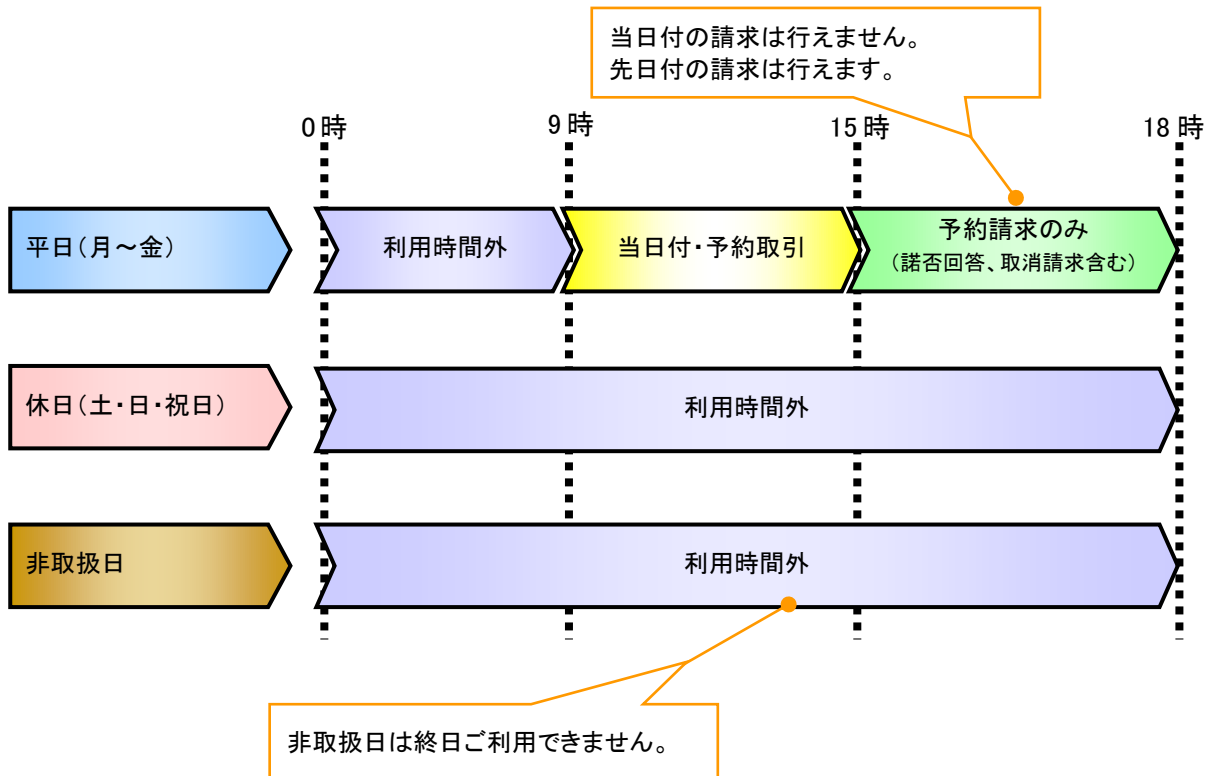 当日付の請求は行えません。
先日付の請求は行えます。
0時
9時
15時
18時
平日(月～金)
利用時間外
当日付・予約取引
予約請求のみ
(諾否回答、取消請求含む)
休日(土・日・祝日)
利用時間外
非取扱日
利用時間外
非取扱日は終日ご利用できません。